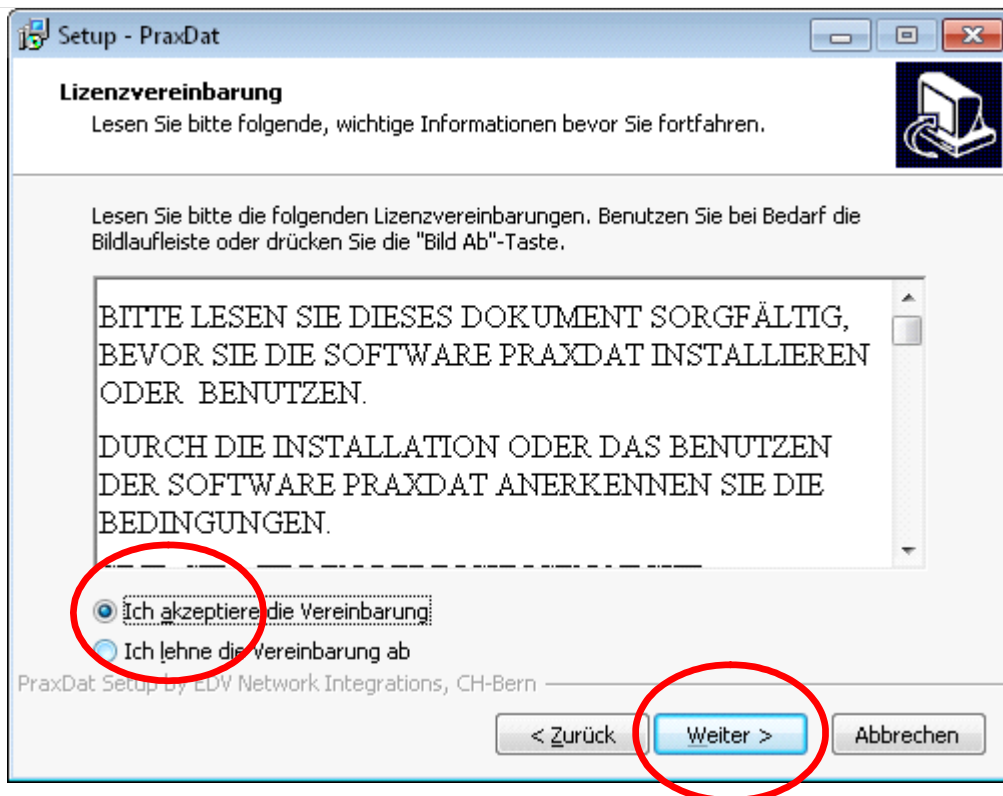 Setup - PraxDat
Lizenzvereinbarung
Lesen Sie bitte folgende, wichtige Informationen bevor Sie fortfahren.
Lesen Sie bitte die folgenden Lizenzvereinbarungen. Benutzen Sie bei Bedarf die
Bildlaufleiste oder drücken Sie die "Bild Ab"-Taste.
BITTE LESEN SIE DIESES DOKUMENT SORGFÄLTIG,
BEVOR SIE DIE SOFTWARE PRAXDAT INSTALLIEREN
ODER BENUTZEN.
DURCH DIE INSTALLATION ODER DAS BENUTZEN
DER SOFTWARE PRAXDAT ANERKENNEN SIE DIE
BEDINGUNGEN.
Ich akzeptiere die Vereinbarung
Ich lehne die Vereinbarung ab
PraxDat Setup by EDV Network Integrations, CH-Bern
< Zurück
Weiter >
Abbrechen